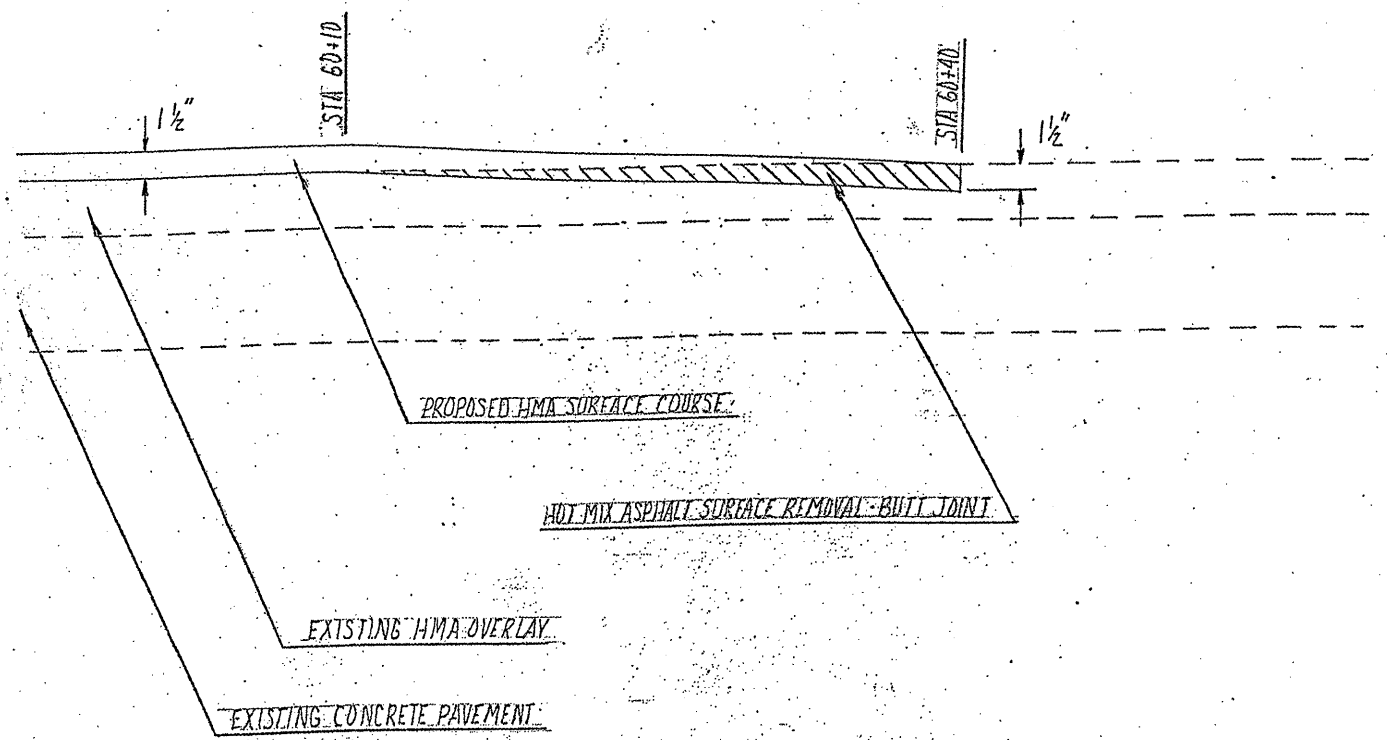 STA 60+10
STA 60+40
1½"
1½"
PROPOSED HMA SURFACE COURSE
HOT MIX ASPHALT SURFACE REMOVAL-BUTT JOINT
EXISTING HMA OVERLAY
EXISTING CONCRETE PAVEMENT